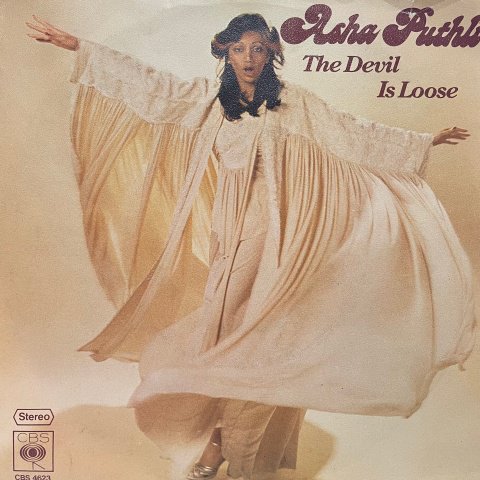 Asha Puthli
The Devil
Is Loose
Stereo
CBS
CBS 4623